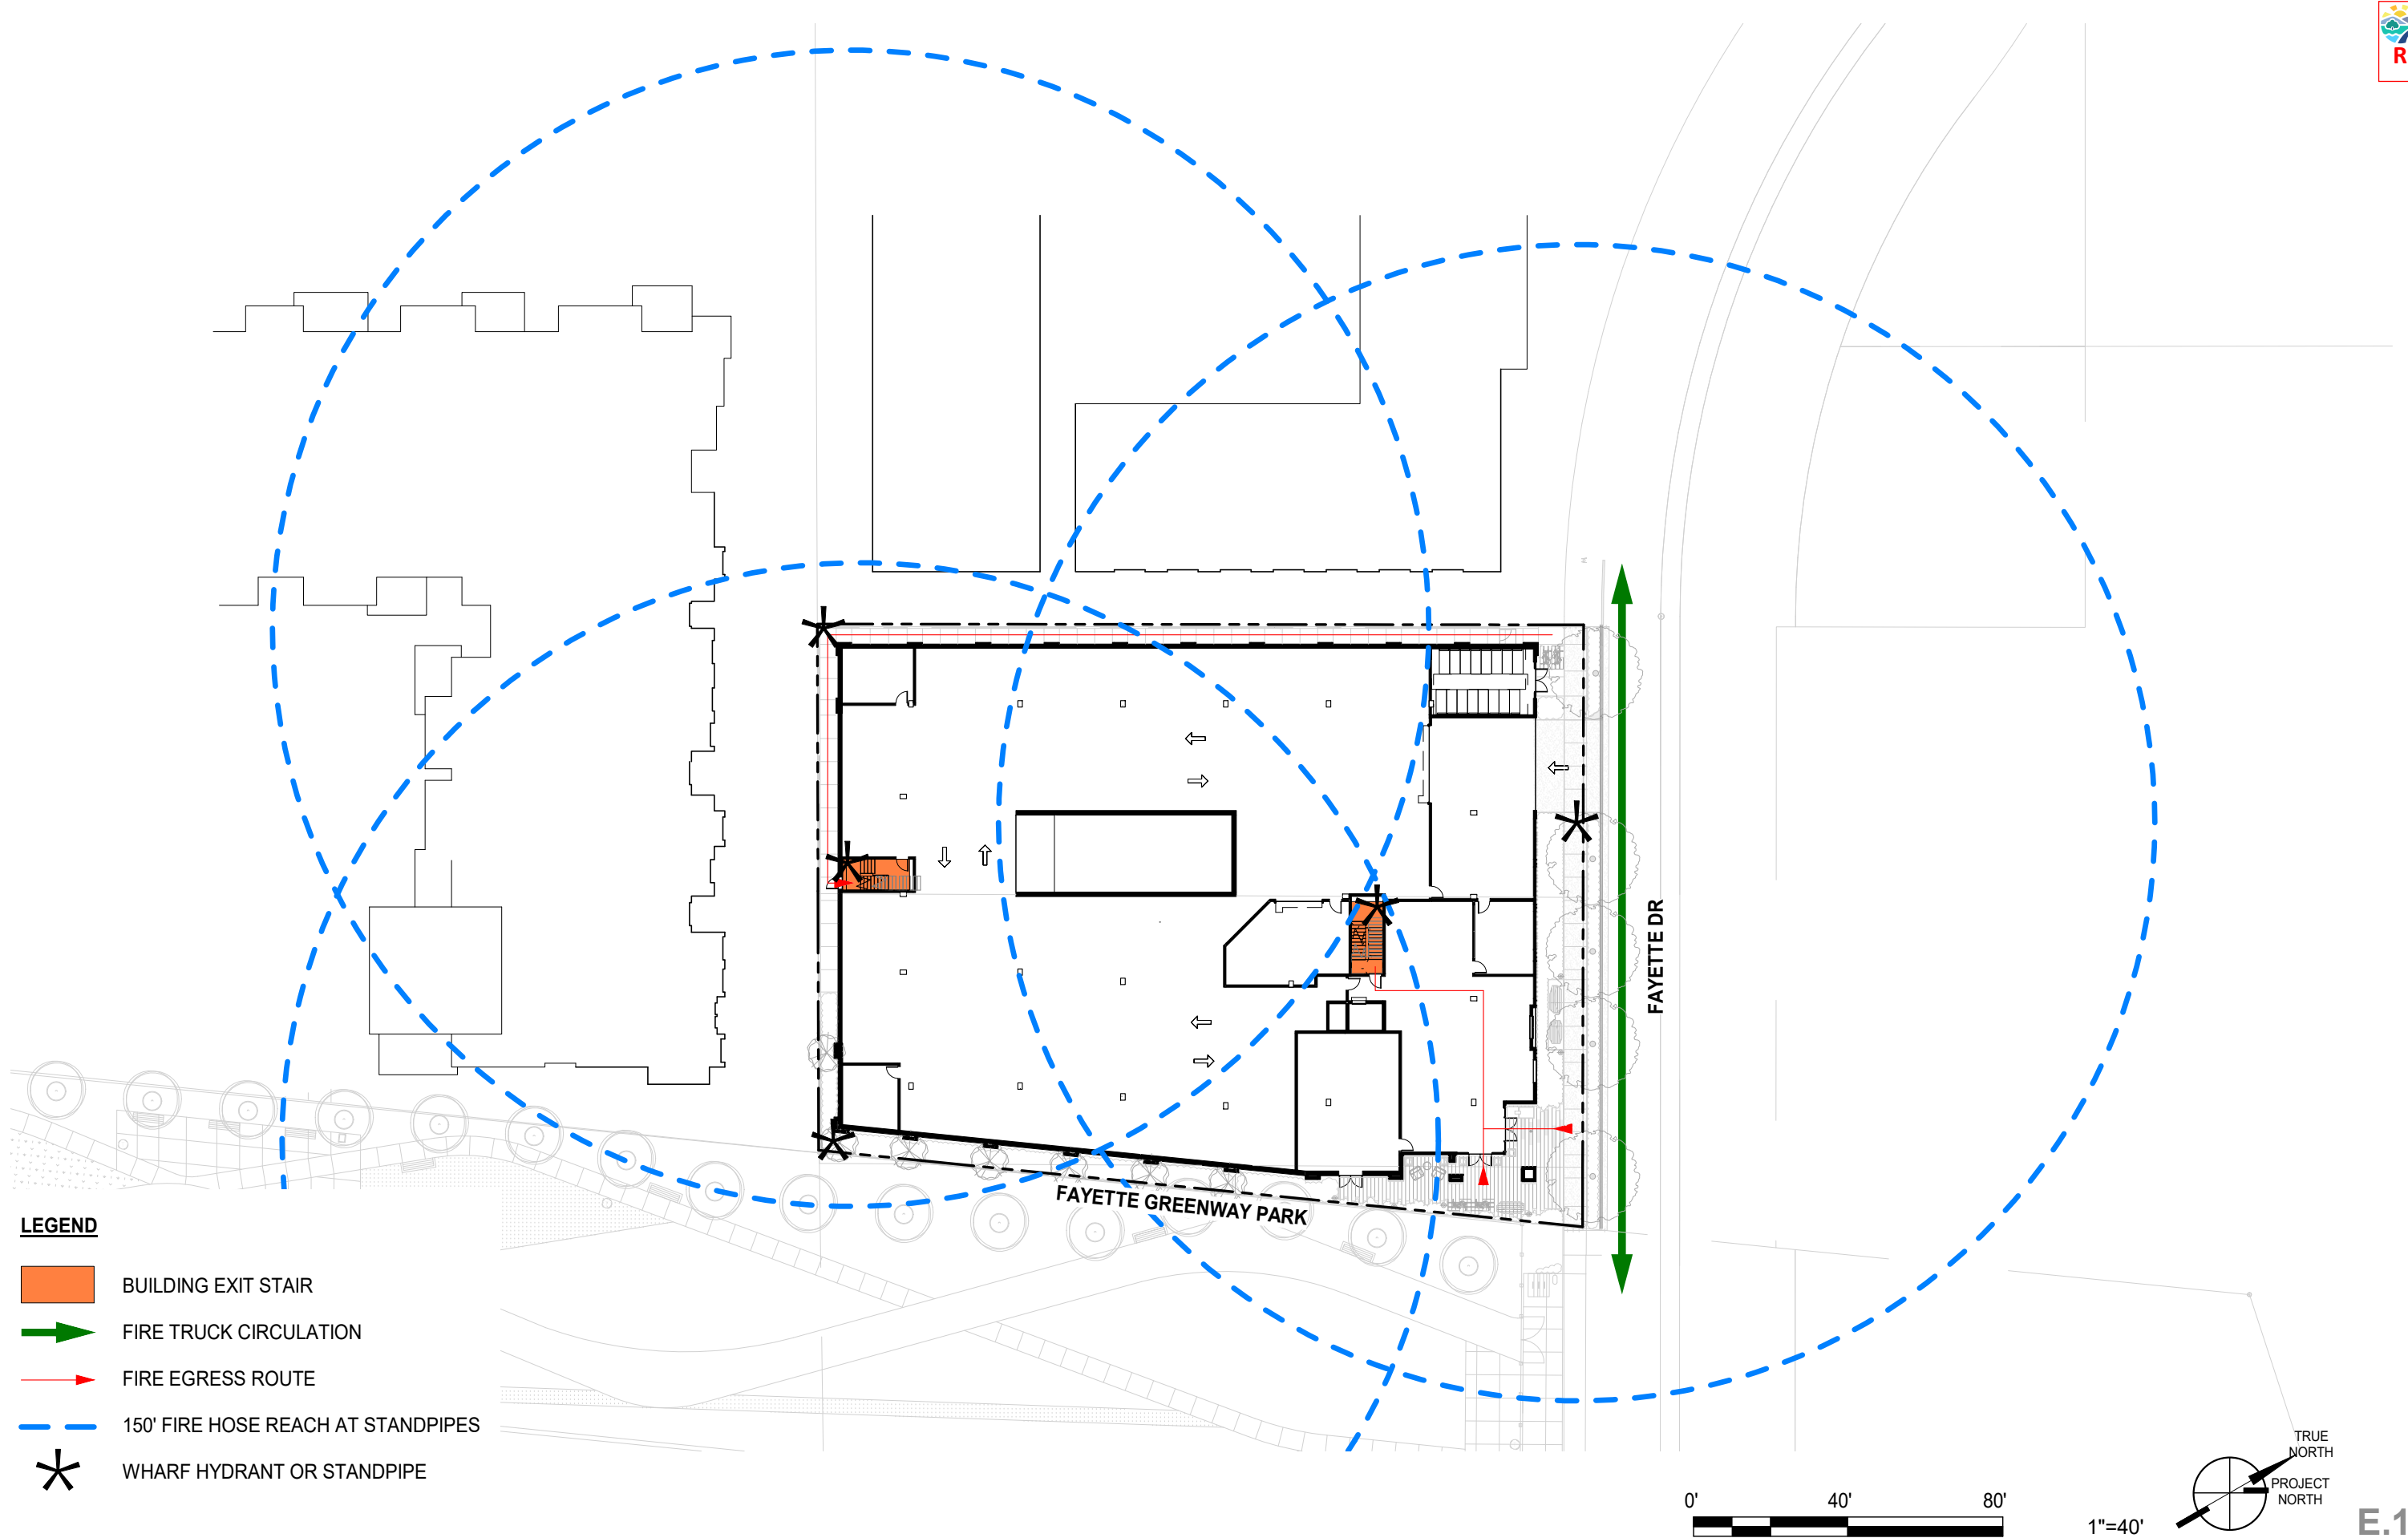 R
FAYETTE DR
FAYETTE GREENWAY PARK
LEGEND
BUILDING EXIT STAIR
FIRE TRUCK CIRCULATION
FIRE EGRESS ROUTE
150' FIRE HOSE REACH AT STANDPIPES
WHARF HYDRANT OR STANDPIPE
0' 40' 80'
1"=40'
TRUE
NORTH
PROJECT
NORTH
E.1